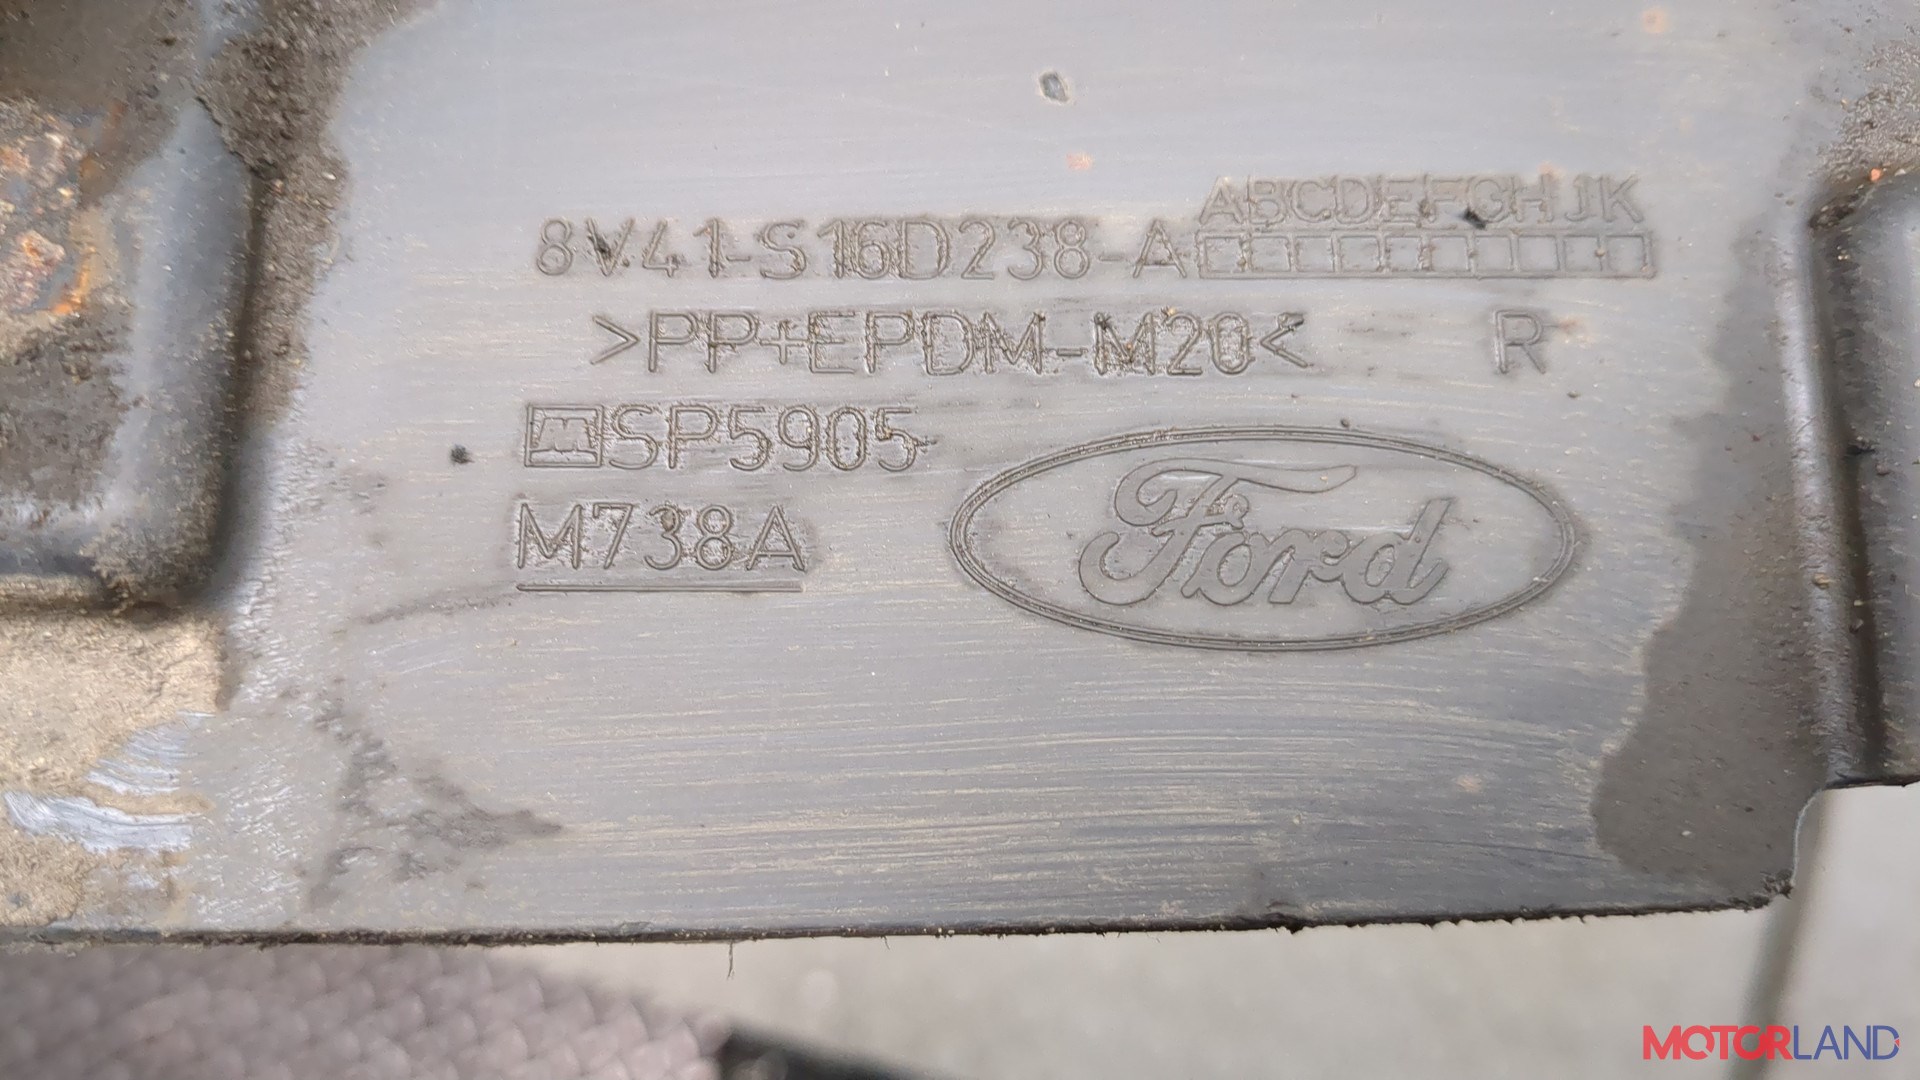 ABCDEFGHJK
8V41-S16D238-A
>PP+EPDM-M20< R
M SP5905
M738A
Ford
MOTORLAND